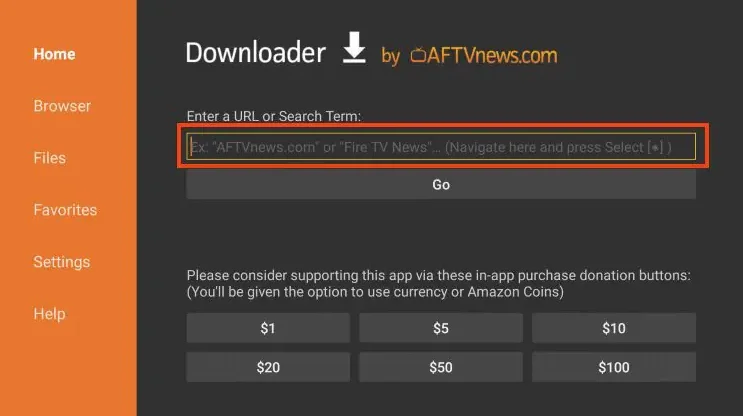 Home
Browser
Files
Favorites
Settings
Help
Downloader by AFTVnews.com
Enter a URL or Search Term:
Ex: "AFTVnews.com" or "Fire TV News"... (Navigate here and press Select [●] )
Go
Please consider supporting this app via these in-app purchase donation buttons:
(You'll be given the option to use currency or Amazon Coins)
$1 $5 $10
$20 $50 $100